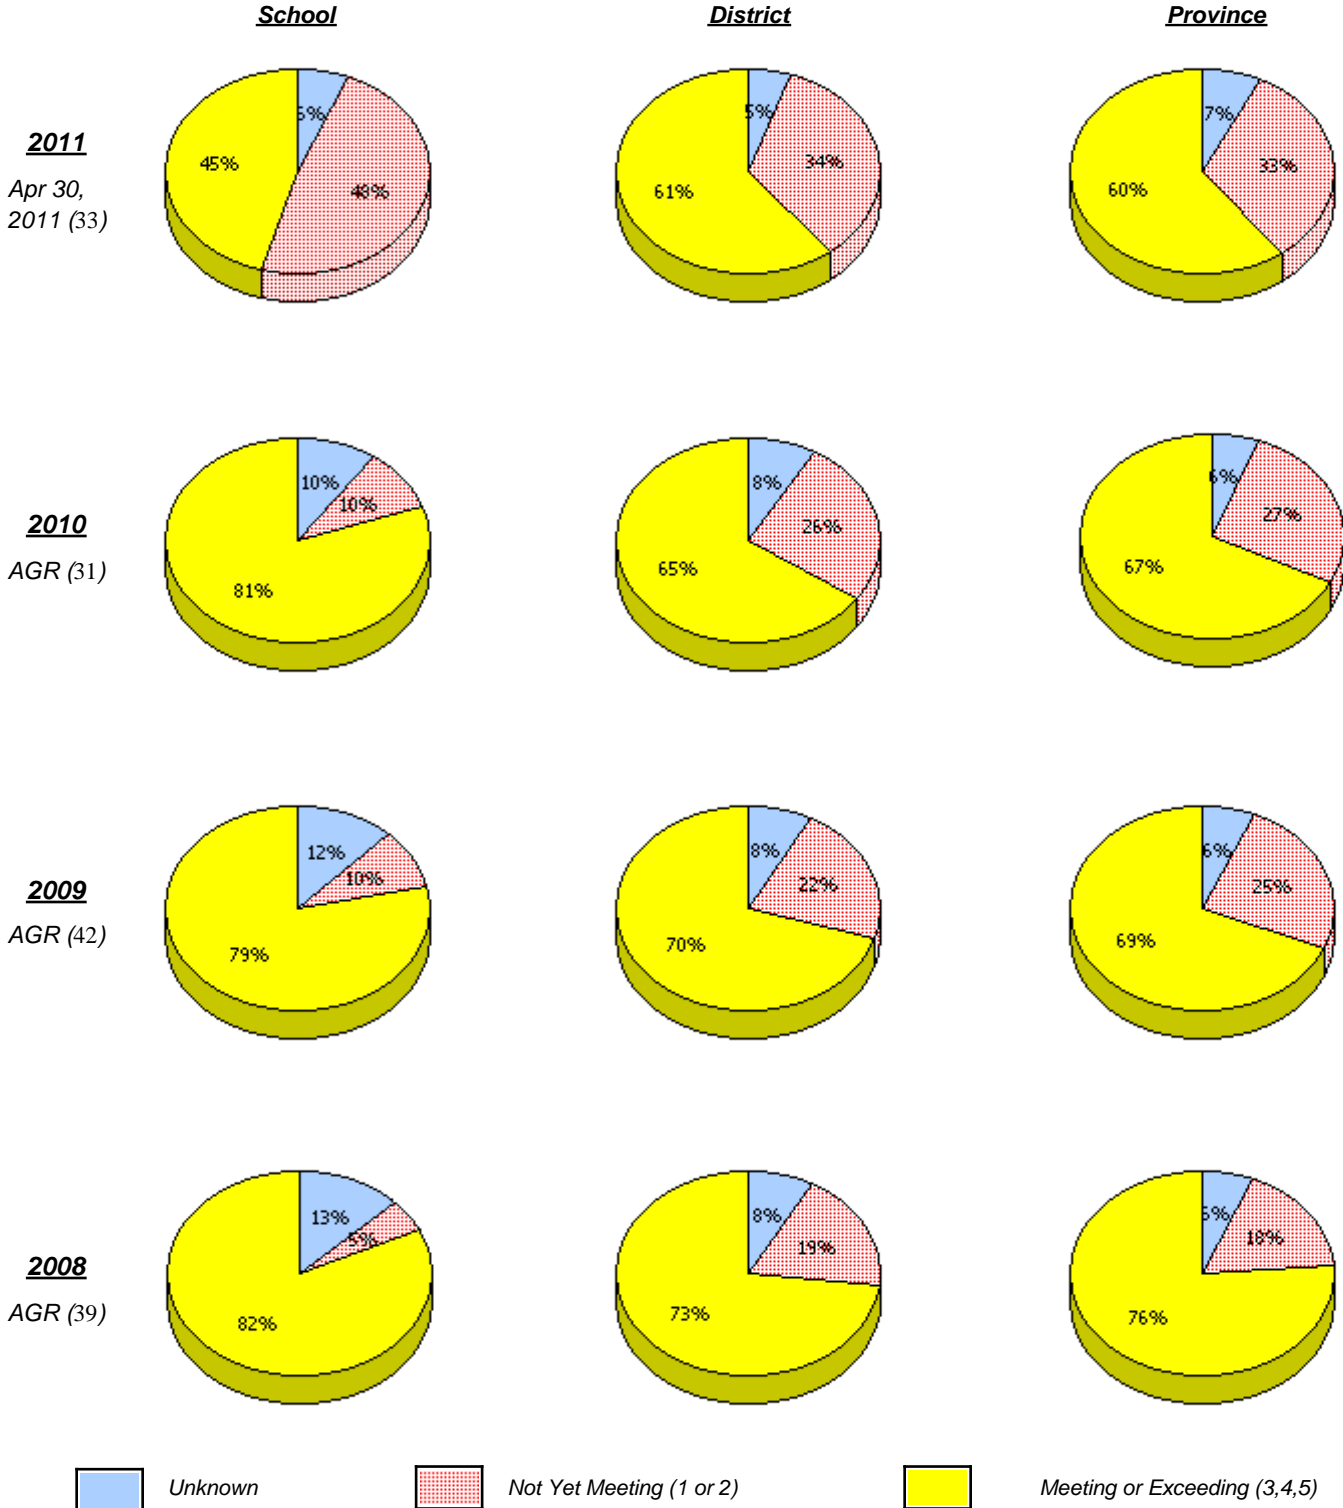 School District Province
2011
Apr 30,
2011 (33)
45% 48% 61% 5% 34% 60% 7% 33%
2010
AGR (31)
10% 10% 81% 8% 26% 65% 6% 27% 67%
2009
AGR (42)
12% 10% 79% 8% 22% 70% 6% 25% 69%
2008
AGR (39)
13% 5% 82% 8% 19% 73% 18% 76%
Unknown Not Yet Meeting (1 or 2) Meeting or Exceeding (3,4,5)